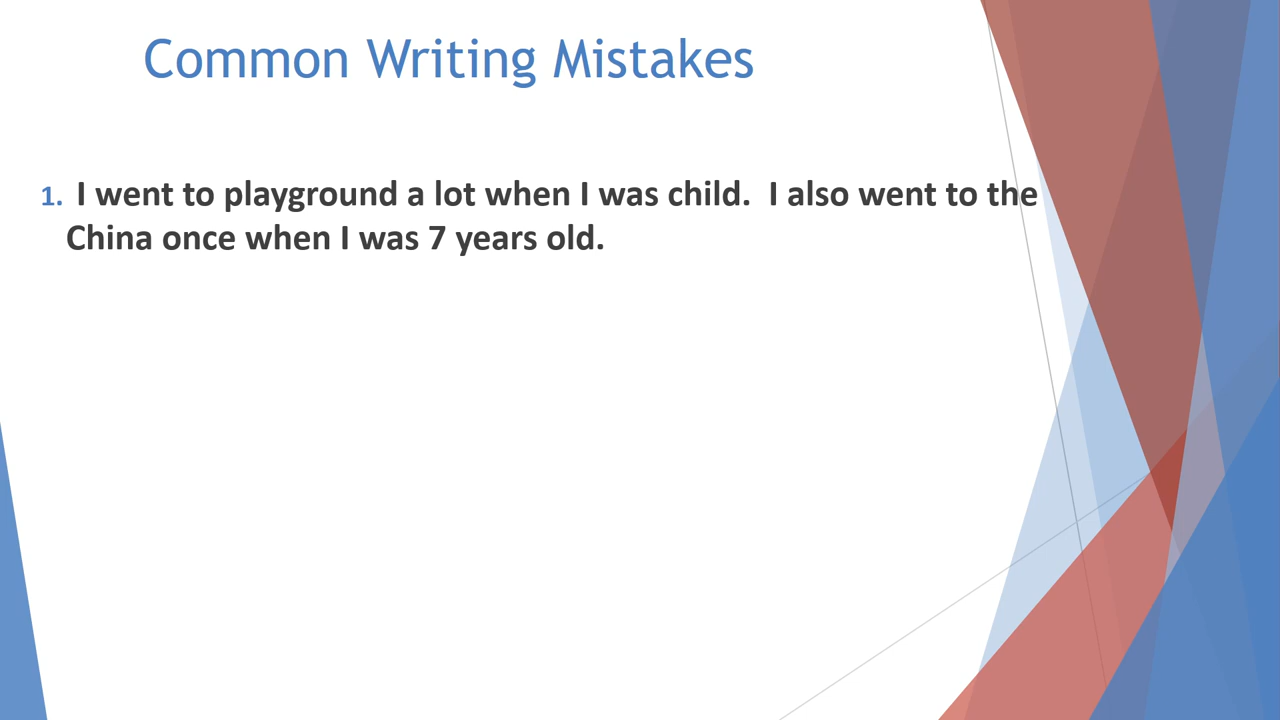 Common Writing Mistakes
1. I went to playground a lot when I was child.  I also went to the
China once when I was 7 years old.